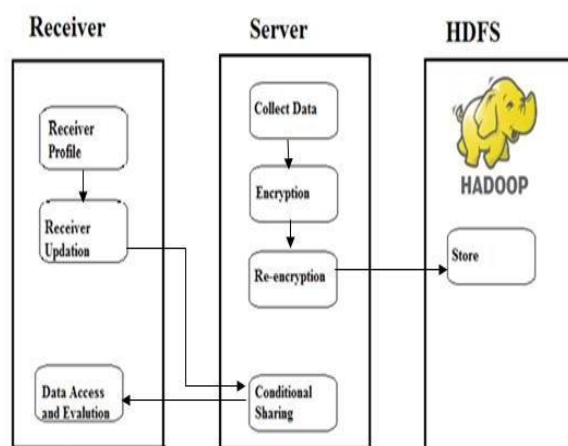 Receiver
Server
HDFS
Receiver
Profile
Receiver
Updation
Data Access
and Evalution
Collect Data
Encryption
Re-encryption
Conditional
Sharing
HADOOP
Store